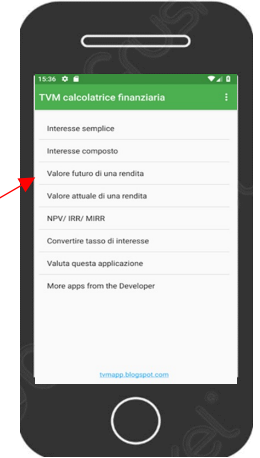 15:36
TVM calcolatrice finanziaria
Interesse semplice
Interesse composto
Valore futuro di una rendita
Valore attuale di una rendita
NPV/ IRR/ MIRR
Convertire tasso di interesse
Valuta questa applicazione
More apps from the Developer
tvmapp.blogspot.com